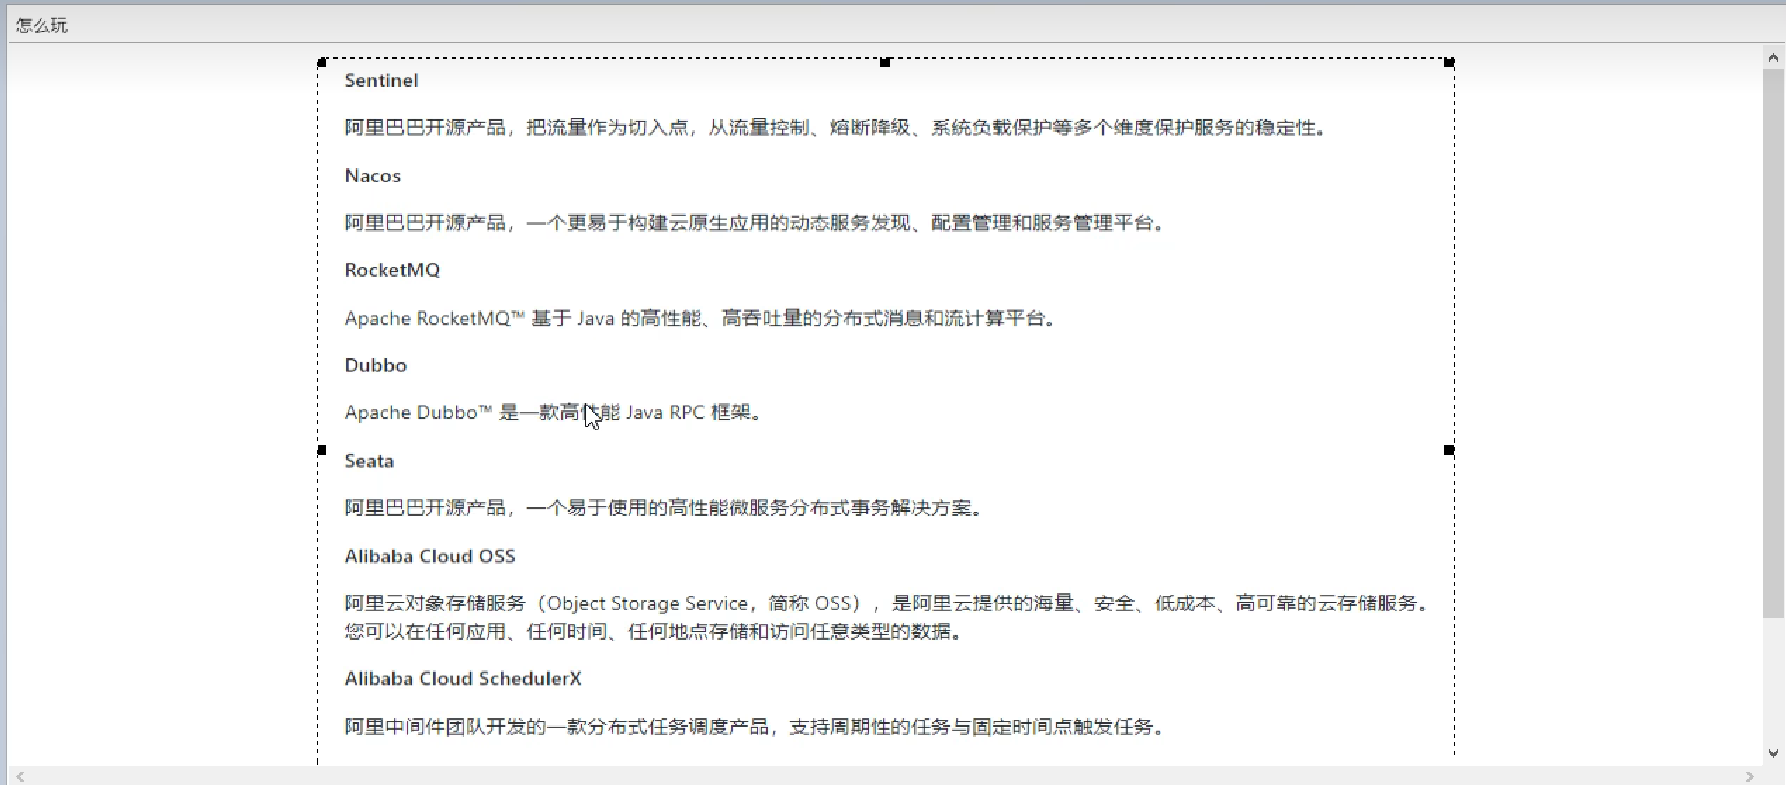 怎么玩
Sentinel
阿里巴巴开源产品，把流量作为切入点，从流量控制、熔断降级、系统负载保护等多个维度保护服务的稳定性。
Nacos
阿里巴巴开源产品，一个更易于构建云原生应用的动态服务发现、配置管理和服务管理平台。
RocketMQ
Apache RocketMQ™ 基于 Java 的高性能、高吞吐量的分布式消息和流计算平台。
Dubbo
Apache Dubbo™ 是一款高性能 Java RPC 框架。
Seata
阿里巴巴开源产品，一个易于使用的高性能微服务分布式事务解决方案。
Alibaba Cloud OSS
阿里云对象存储服务（Object Storage Service，简称 OSS），是阿里云提供的海量、安全、低成本、高可靠的云存储服务。
您可以在任何应用、任何时间、任何地点存储和访问任意类型的数据。
Alibaba Cloud SchedulerX
阿里中间件团队开发的一款分布式任务调度产品，支持周期性的任务与固定时间点触发任务。